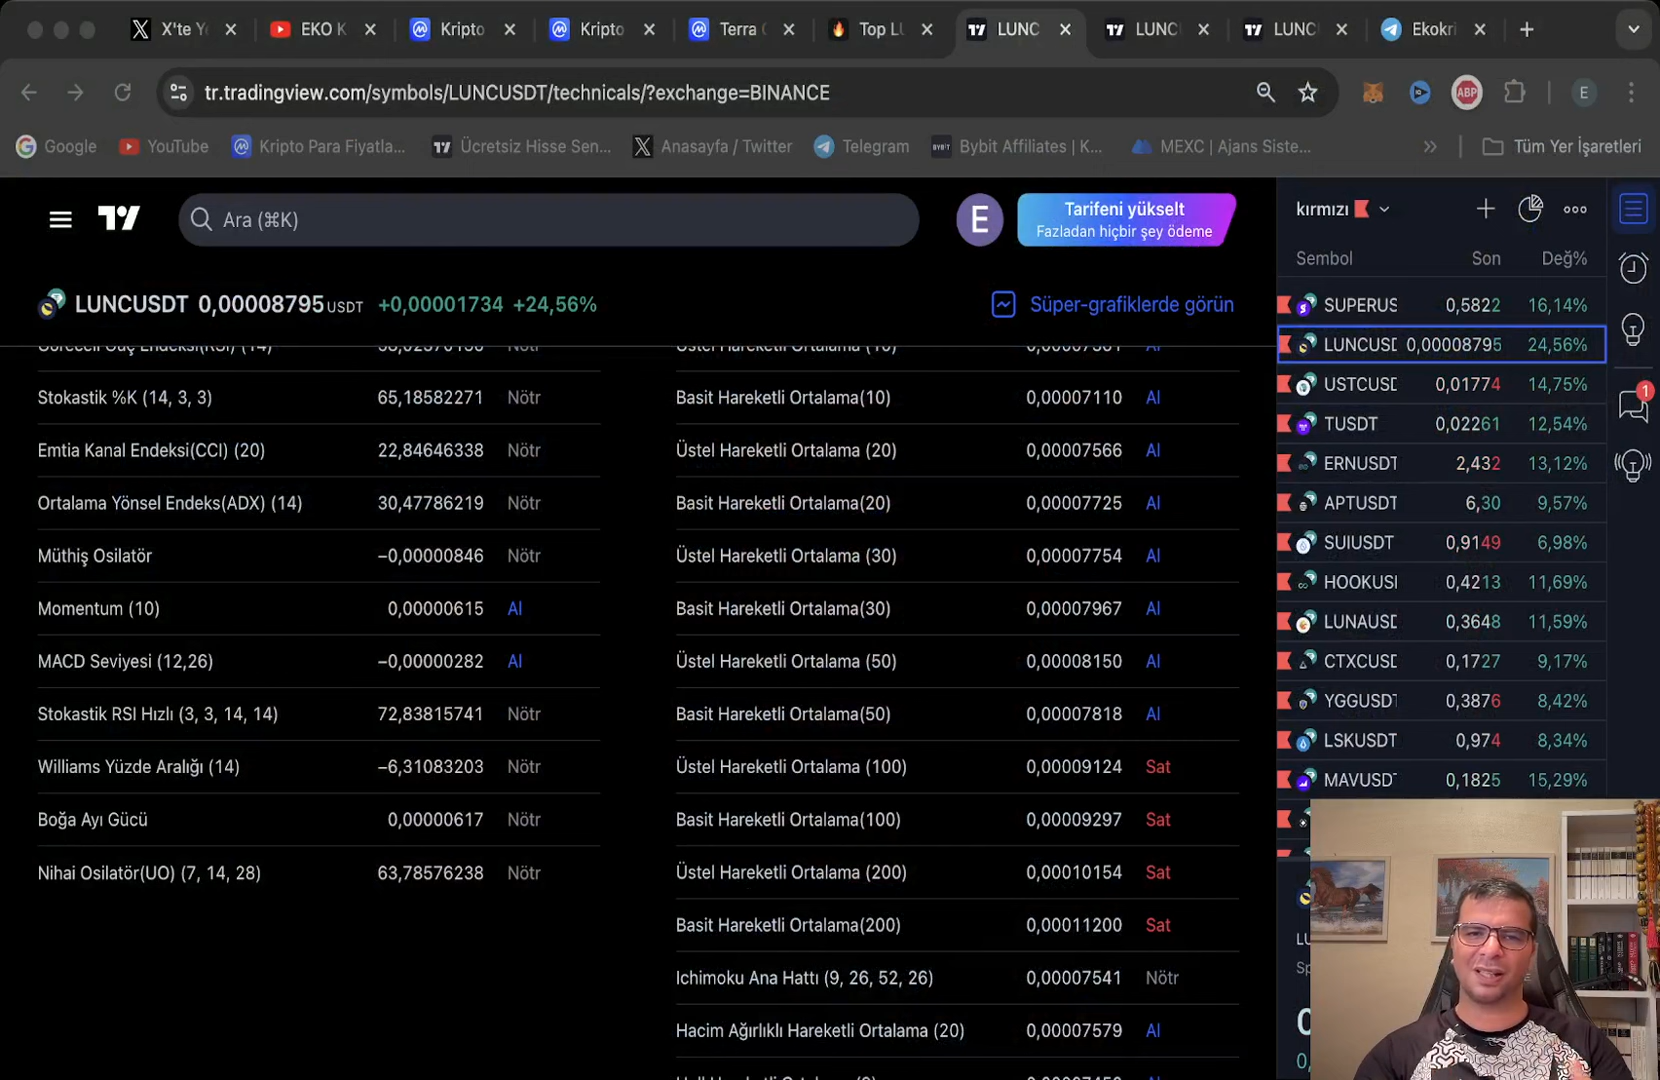 X'te Y
EKO K
Kripto
Kripto
Terra
Top LU
LUNC
LUNC
LUNC
Ekokri
tr.tradingview.com/symbols/LUNCUSDT/technicals/?exchange=BINANCE
ABP
E
Google
YouTube
Kripto Para Fiyatla...
Ücretsiz Hisse Sen...
Anasayfa / Twitter
Telegram
BYBIT
Bybit Affiliates | K...
MEXC | Ajans Siste...
Tüm Yer İşaretleri
Ara (⌘K)
E
Tarifeni yükselt
Fazladan hiçbir şey ödeme
kırmızı
Sembol Son Değ%
LUNCUSDT 0,00008795 USDT +0,00001734 +24,56%
Süper-grafiklerde görün
Stokastik %K (14, 3, 3) 65,18582271 Nötr
Emtia Kanal Endeksi(CCI) (20) 22,84646338 Nötr
Ortalama Yönsel Endeks(ADX) (14) 30,47786219 Nötr
Müthiş Osilatör −0,00000846 Nötr
Momentum (10) 0,00000615 Al
MACD Seviyesi (12,26) −0,00000282 Al
Stokastik RSI Hızlı (3, 3, 14, 14) 72,83815741 Nötr
Williams Yüzde Aralığı (14) −6,31083203 Nötr
Boğa Ayı Gücü 0,00000617 Nötr
Nihai Osilatör(UO) (7, 14, 28) 63,78576238 Nötr
Basit Hareketli Ortalama(10) 0,00007110 Al
Üstel Hareketli Ortalama (20) 0,00007566 Al
Basit Hareketli Ortalama(20) 0,00007725 Al
Üstel Hareketli Ortalama (30) 0,00007754 Al
Basit Hareketli Ortalama(30) 0,00007967 Al
Üstel Hareketli Ortalama (50) 0,00008150 Al
Basit Hareketli Ortalama(50) 0,00007818 Al
Üstel Hareketli Ortalama (100) 0,00009124 Sat
Basit Hareketli Ortalama(100) 0,00009297 Sat
Üstel Hareketli Ortalama (200) 0,00010154 Sat
Basit Hareketli Ortalama(200) 0,00011200 Sat
Ichimoku Ana Hattı (9, 26, 52, 26) 0,00007541 Nötr
Hacim Ağırlıklı Hareketli Ortalama (20) 0,00007579 Al
SUPERUS 0,5822 16,14%
LUNCUSD 0,00008795 24,56%
USTCUSD 0,01774 14,75%
TUSDT 0,02261 12,54%
ERNUSDT 2,432 13,12%
APTUSDT 6,30 9,57%
SUIUSDT 0,9149 6,98%
HOOKUSI 0,4213 11,69%
LUNAUSD 0,3648 11,59%
CTXCUSD 0,1727 9,17%
YGGUSDT 0,3876 8,42%
LSKUSDT 0,974 8,34%
MAVUSDT 0,1825 15,29%
1